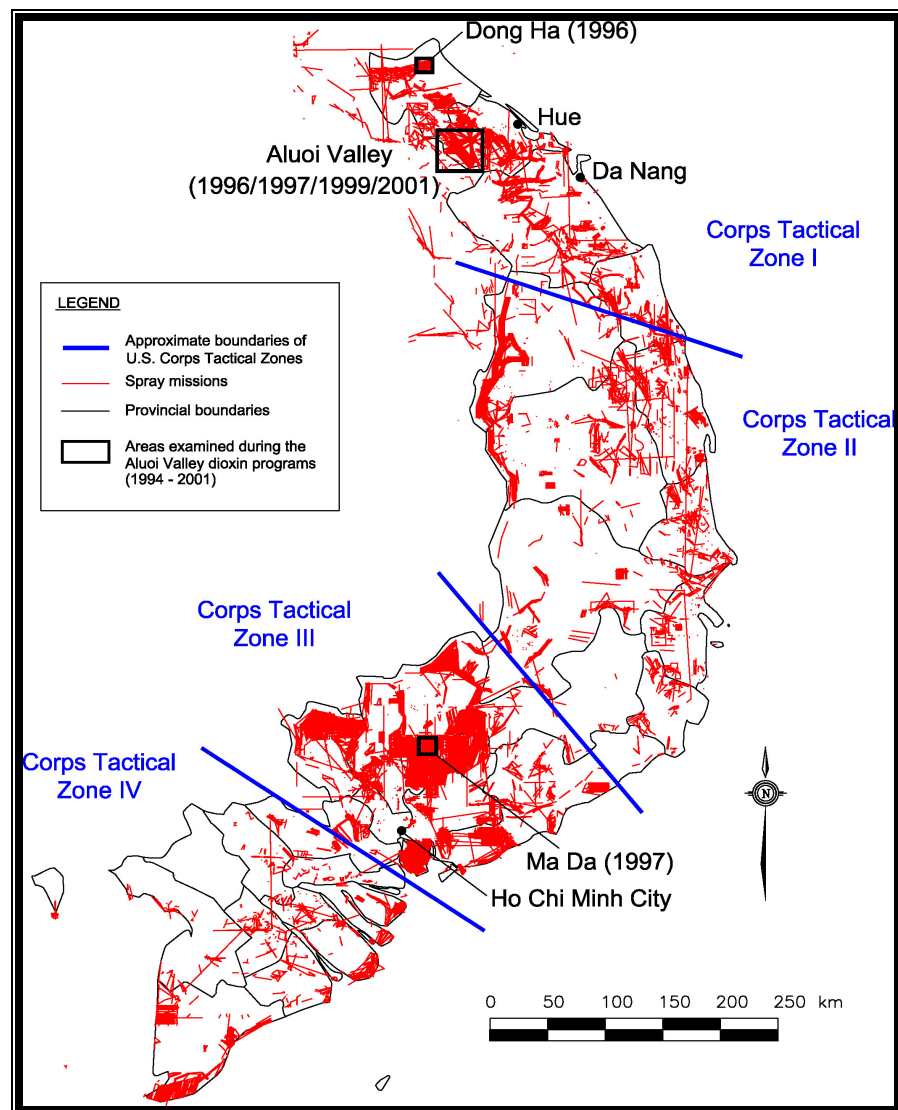 Dong Ha (1996)
Hue
Aluoi Valley
(1996/1997/1999/2001)
Da Nang
Corps Tactical
Zone I
LEGEND
Approximate boundaries of
U.S. Corps Tactical Zones
Spray missions
Provincial boundaries
Areas examined during the
Aluoi Valley dioxin programs
(1994 - 2001)
Corps Tactical
Zone II
Corps Tactical
Zone III
Corps Tactical
Zone IV
N
Ma Da (1997)
Ho Chi Minh City
0 50 100 150 200 250 km